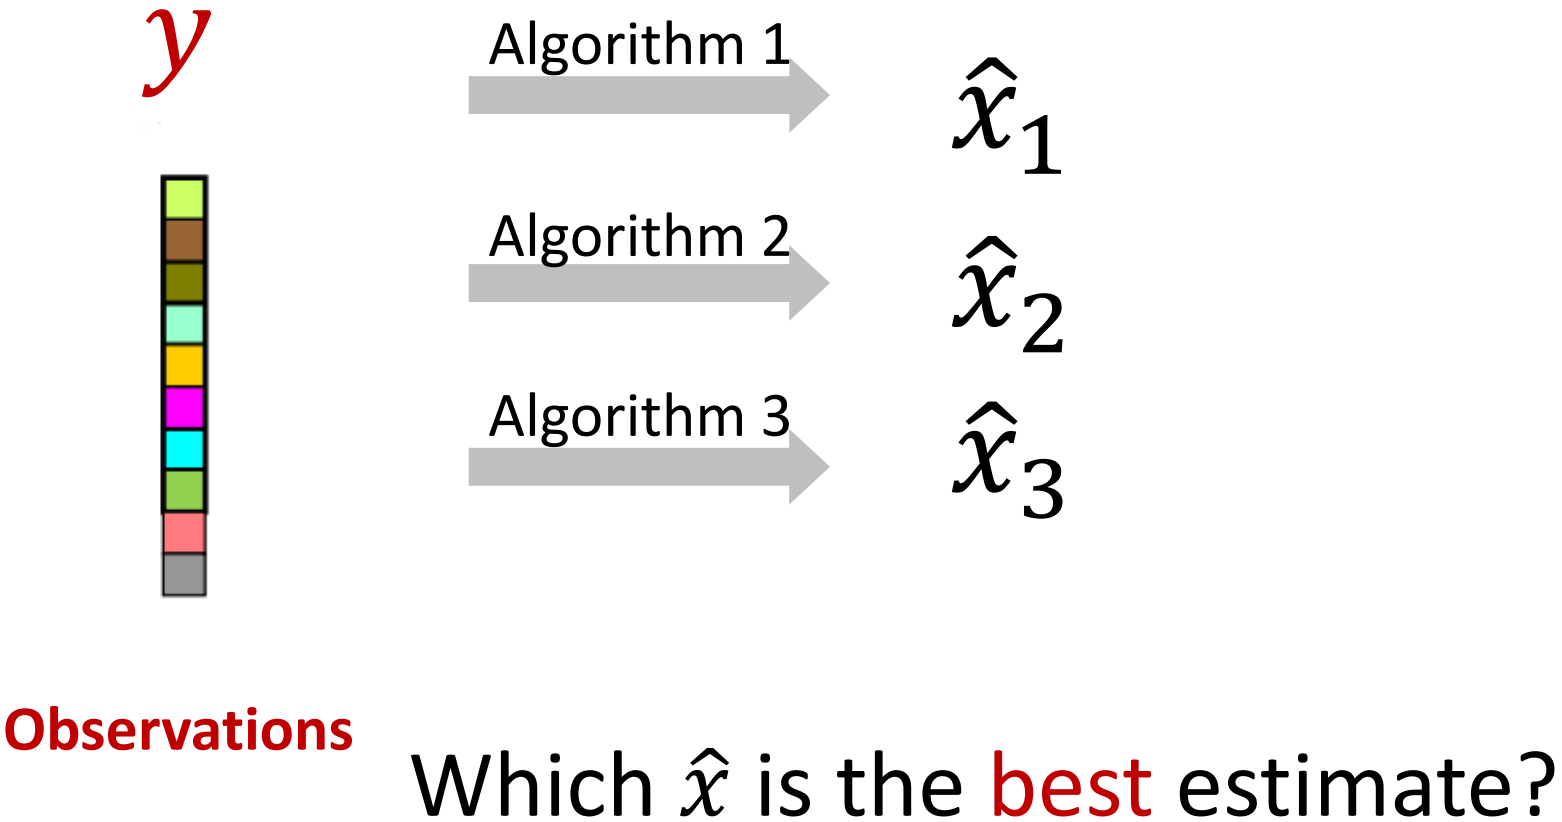 y
Algorithm 1
x̂₁
Algorithm 2
x̂₂
Algorithm 3
x̂₃
Observations
Which x̂ is the best estimate?